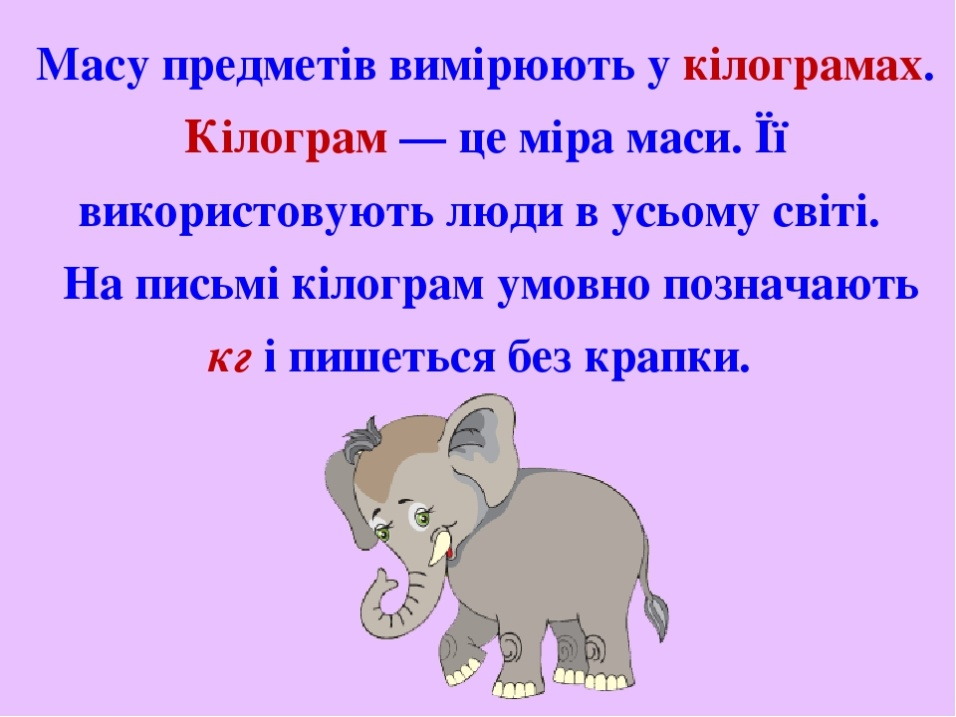 Масу предметів вимірюють у кілограмах.
Кілограм — це міра маси. Її
використовують люди в усьому світі.
На письмі кілограм умовно позначають
кг і пишеться без крапки.